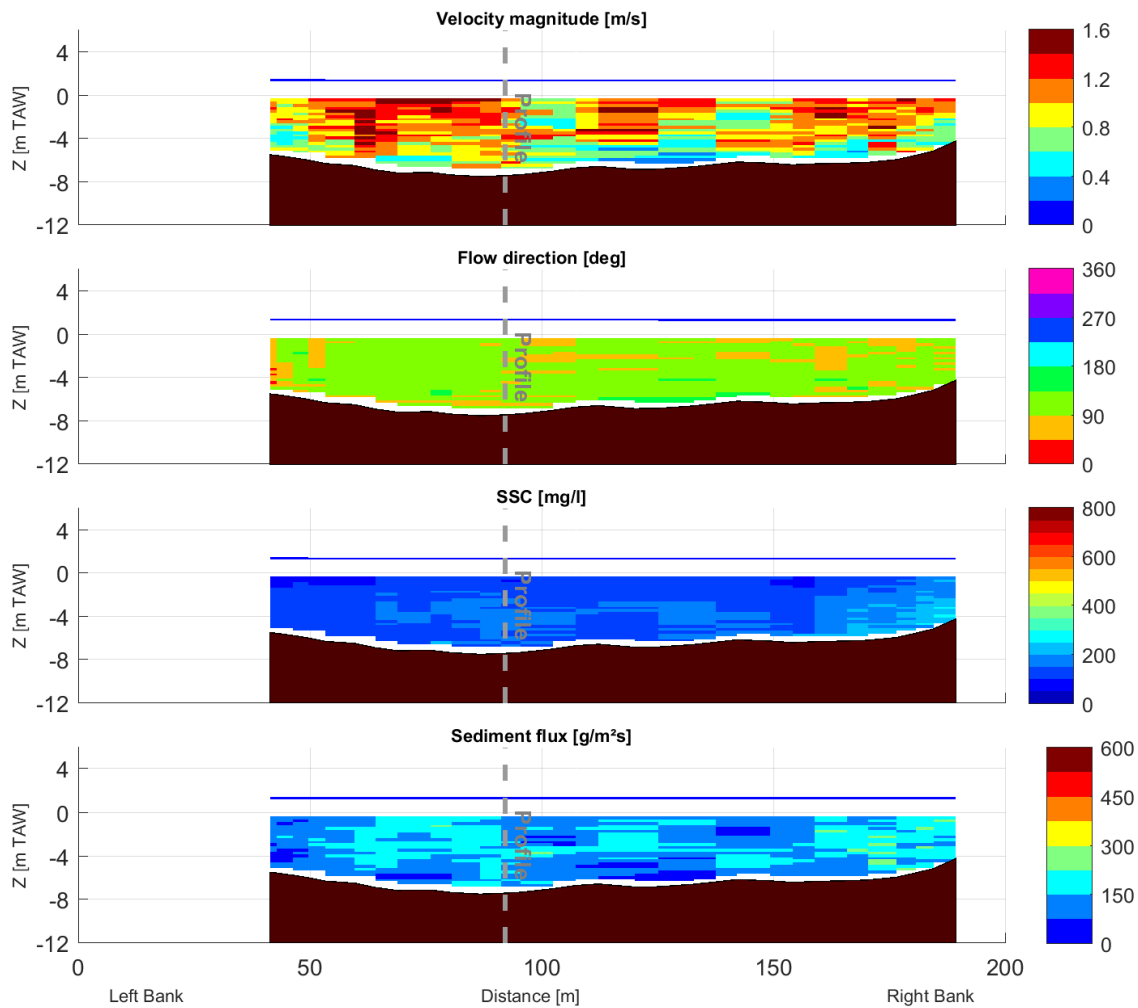 Velocity magnitude [m/s]
Z [m TAW]
4
0
-4
-8
-12
Profile
1.6
1.2
0.8
0.4
0
Flow direction [deg]
Z [m TAW]
4
0
-4
-8
-12
Profile
360
270
180
90
0
SSC [mg/l]
Z [m TAW]
4
0
-4
-8
-12
Profile
800
600
400
200
0
Sediment flux [g/m²s]
Z [m TAW]
4
0
-4
-8
-12
Profile
600
450
300
150
0
0 50 100 150 200
Left Bank Distance [m] Right Bank